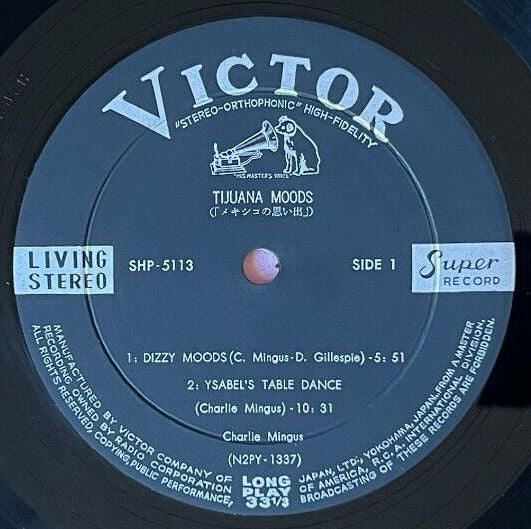 VICTOR
"STEREO-ORTHOPHONIC" HIGH-FIDELITY
"HIS MASTER'S VOICE"
TIJUANA MOODS
(「メキシコの思い出」)
LIVING
STEREO
SHP-5113
SIDE 1
Super
RECORD
1: DIZZY MOODS (C. Mingus-D. Gillespie) -5: 51
2: YSABEL'S TABLE DANCE
(Charlie Mingus) -10: 31
Charlie Mingus
(N2PY-1337)
LONG
PLAY
33 1/3
MANUFACTURED BY VICTOR COMPANY OF JAPAN, LTD., YOKOHAMA, JAPAN, FROM A MASTER
RECORDING OWNED BY RADIO CORPORATION OF AMERICA, R.C.A. INTERNATIONAL DIVISION,
ALL RIGHTS RESERVED, COPYING, PUBLIC PERFORMANCE, BROADCASTING OF THESE RECORDS ARE FORBIDDEN.